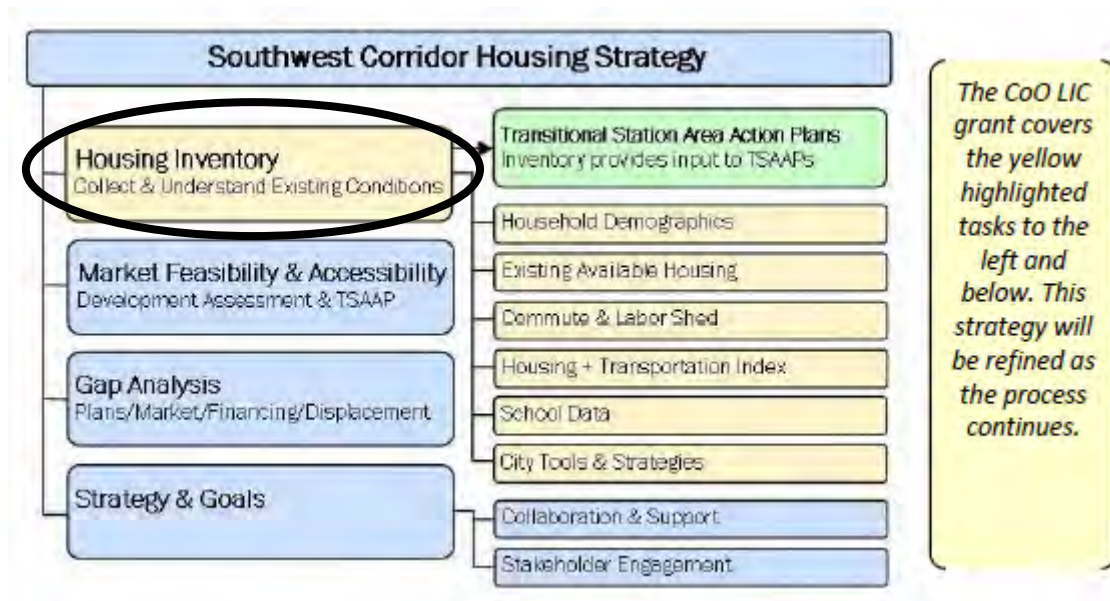 Southwest Corridor Housing Strategy
Housing Inventory
Collect & Understand Existing Conditions
Market Feasibility & Accessibility
Development Assessment & TSAAP
Gap Analysis
Plans/Market/Financing/Displacement
Strategy & Goals
Transitional Station Area Action Plans
Inventory provides input to TSAAPs
Household Demographics
Existing Available Housing
Commute & Labor Shed
Housing + Transportation Index
School Data
City Tools & Strategies
Collaboration & Support
Stakeholder Engagement
The CoO LIC
grant covers
the yellow
highlighted
tasks to the
left and
below. This
strategy will
be refined as
the process
continues.